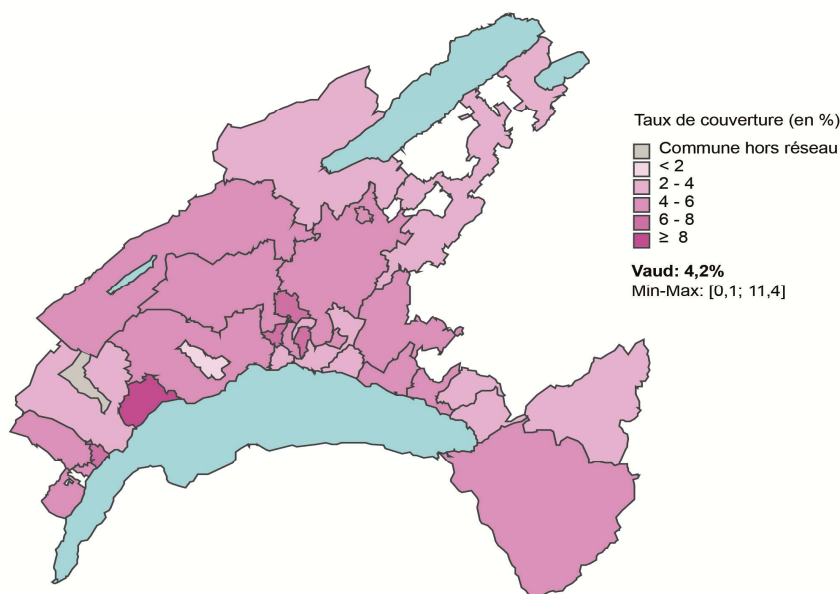 Taux de couverture (en %)
Commune hors réseau
< 2
2 - 4
4 - 6
6 - 8
≥ 8
Vaud: 4,2%
Min-Max: [0,1; 11,4]